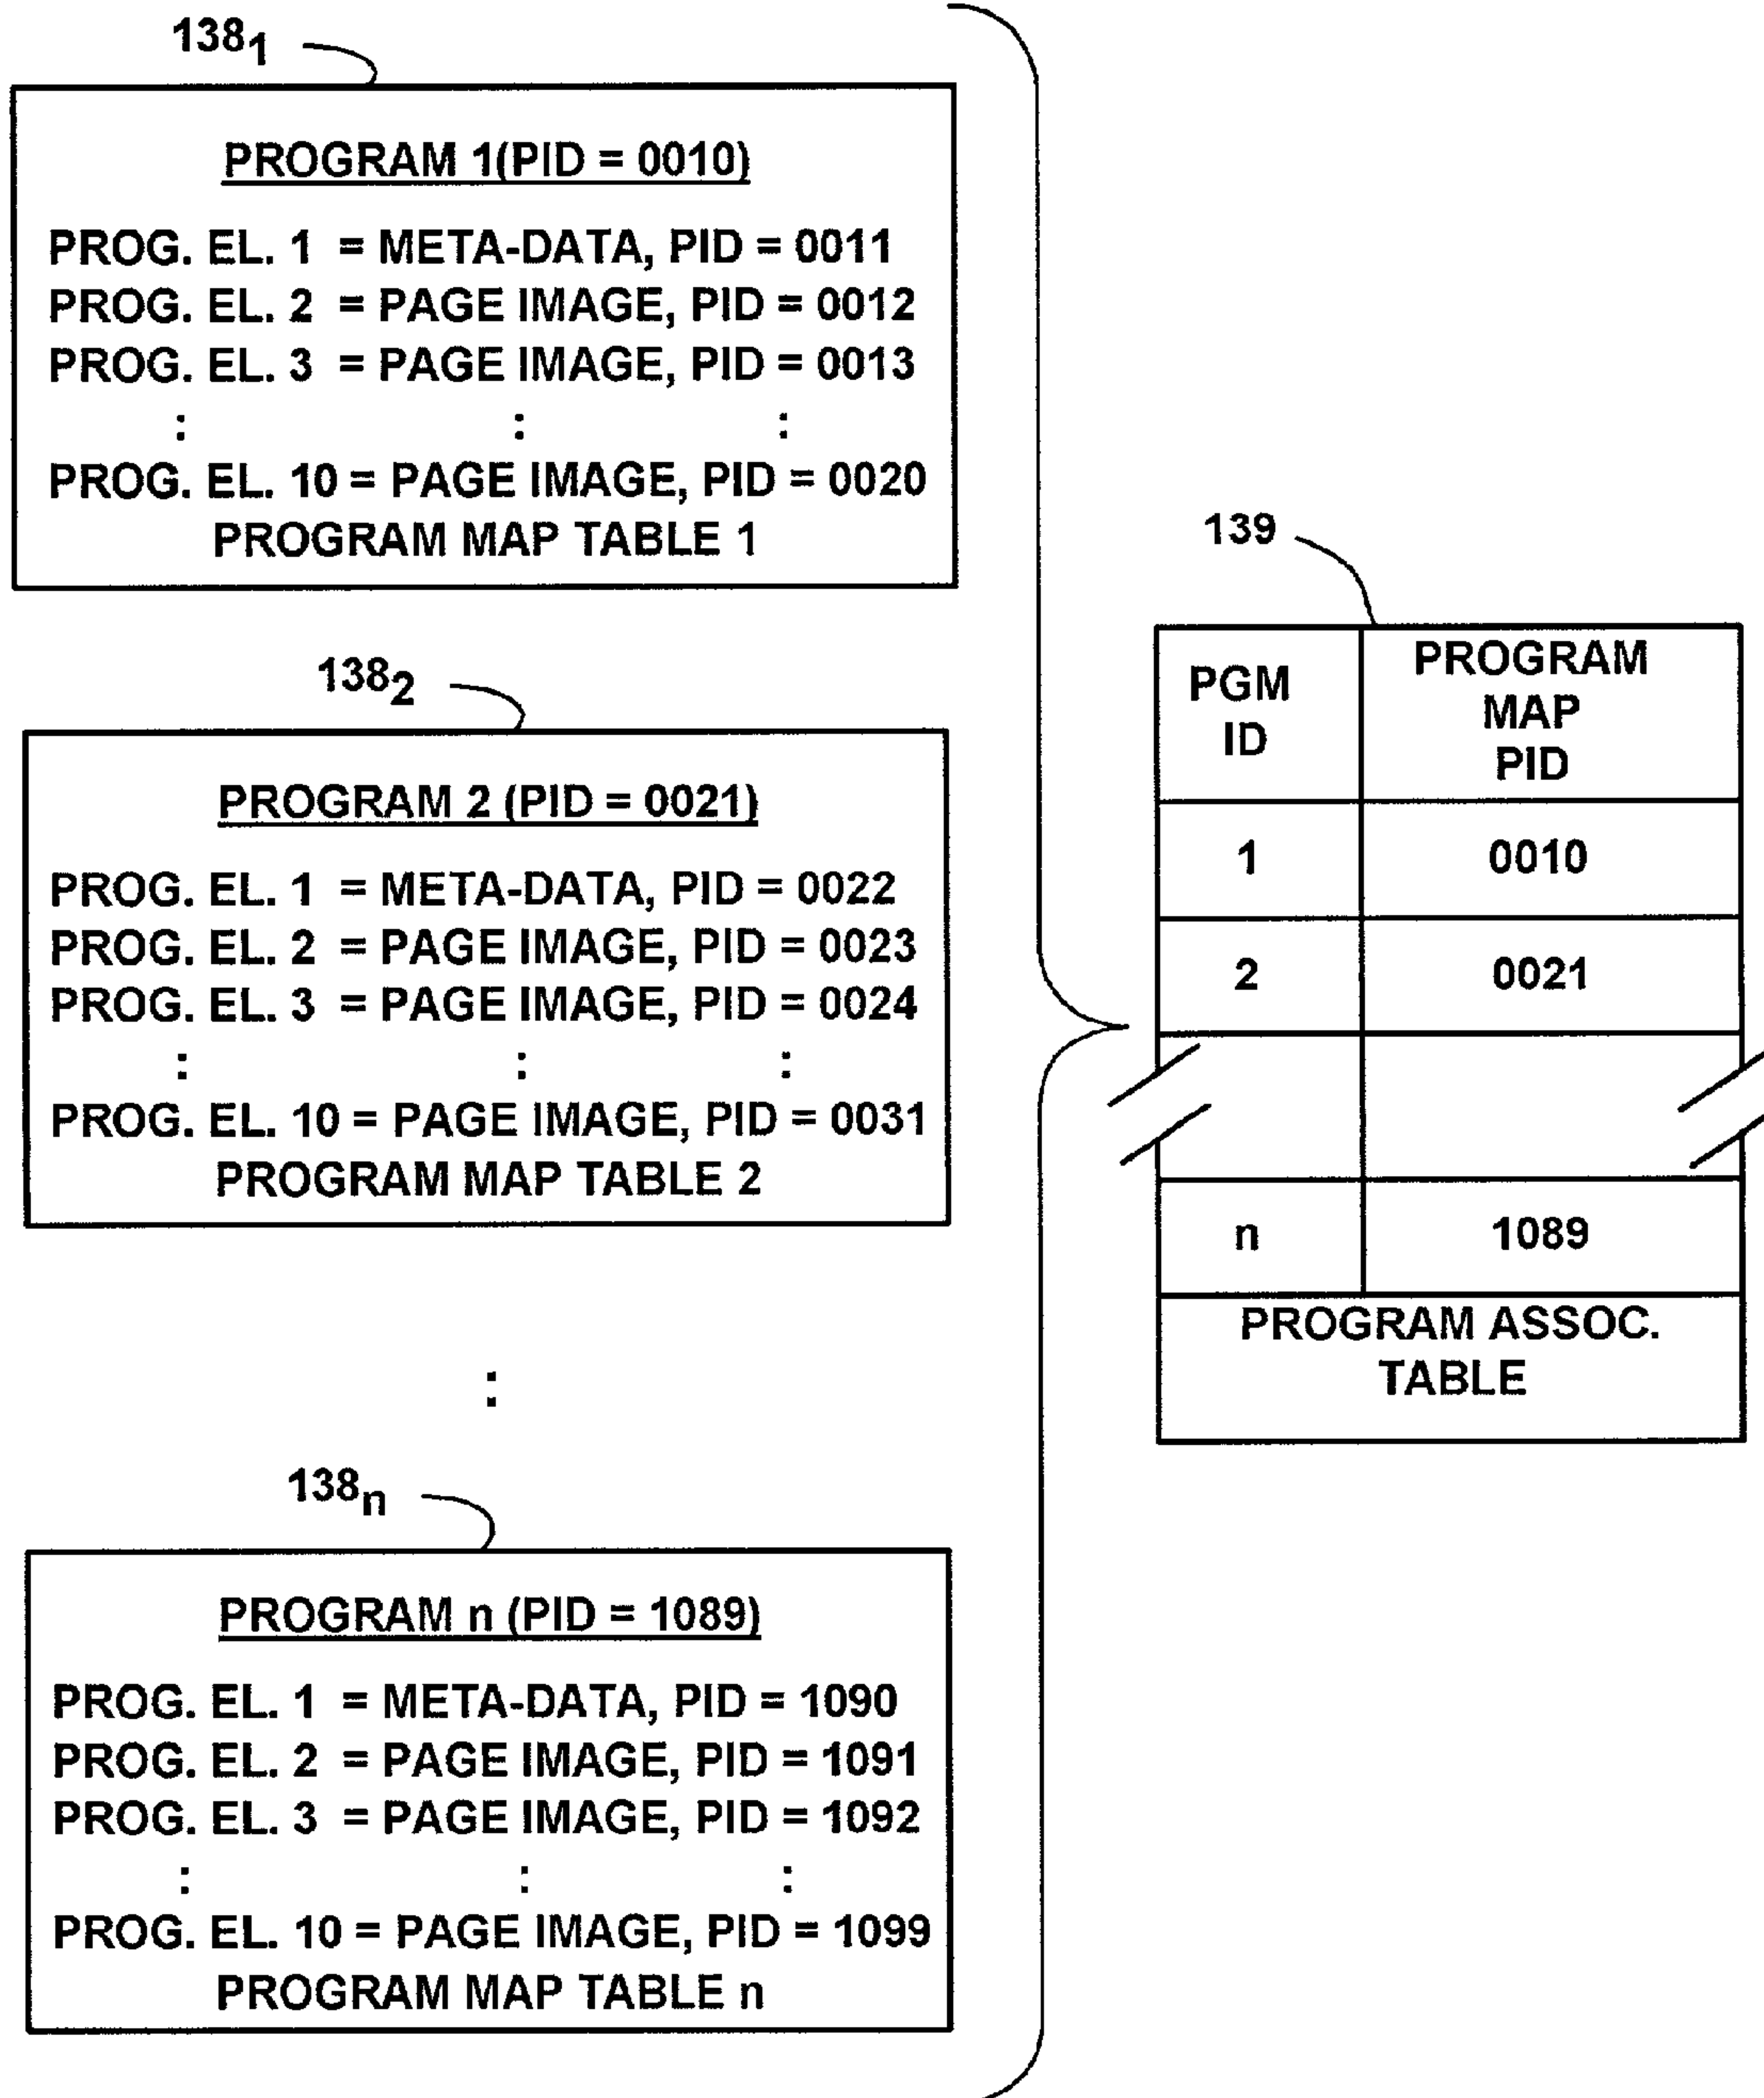 138₁
PROGRAM 1(PID = 0010)
PROG. EL. 1 = META-DATA, PID = 0011
PROG. EL. 2 = PAGE IMAGE, PID = 0012
PROG. EL. 3 = PAGE IMAGE, PID = 0013
: : :
PROG. EL. 10 = PAGE IMAGE, PID = 0020
PROGRAM MAP TABLE 1
138₂
PROGRAM 2 (PID = 0021)
PROG. EL. 1 = META-DATA, PID = 0022
PROG. EL. 2 = PAGE IMAGE, PID = 0023
PROG. EL. 3 = PAGE IMAGE, PID = 0024
: : :
PROG. EL. 10 = PAGE IMAGE, PID = 0031
PROGRAM MAP TABLE 2
:
138ₙ
PROGRAM n (PID = 1089)
PROG. EL. 1 = META-DATA, PID = 1090
PROG. EL. 2 = PAGE IMAGE, PID = 1091
PROG. EL. 3 = PAGE IMAGE, PID = 1092
: : :
PROG. EL. 10 = PAGE IMAGE, PID = 1099
PROGRAM MAP TABLE n
139
PGM
ID
PROGRAM
MAP
PID
1 0010
2 0021
n 1089
PROGRAM ASSOC.
TABLE